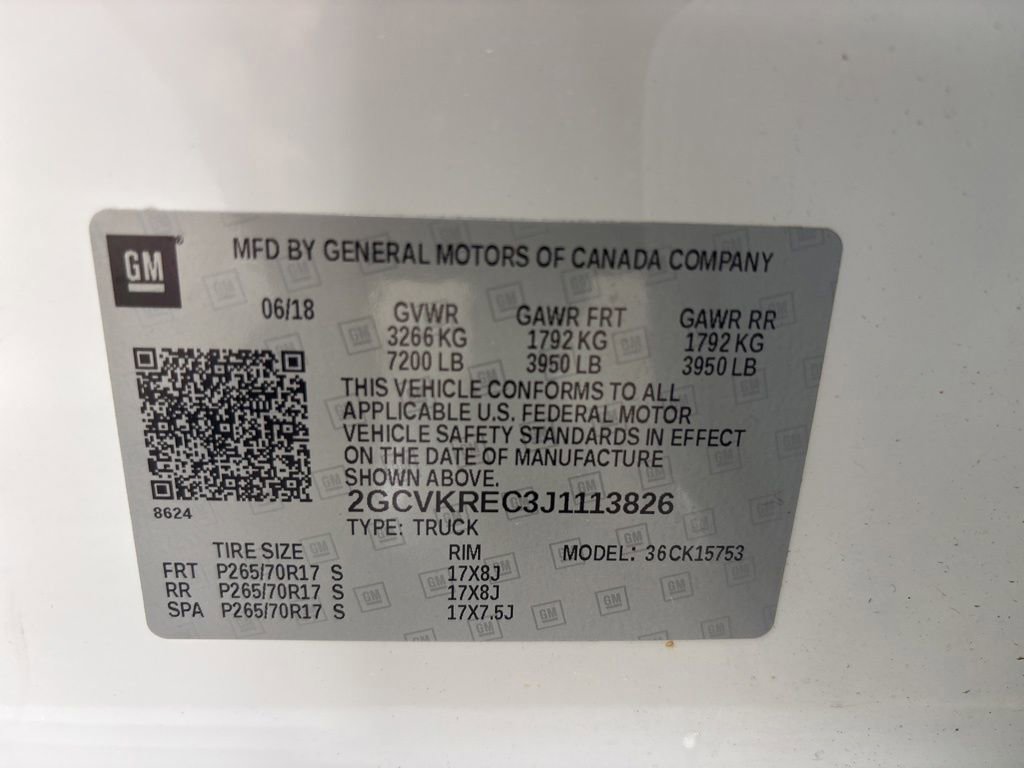 GM
MFD BY GENERAL MOTORS OF CANADA COMPANY
06/18 GVWR GAWR FRT GAWR RR
3266 KG 1792 KG 1792 KG
7200 LB 3950 LB 3950 LB
THIS VEHICLE CONFORMS TO ALL
APPLICABLE U.S. FEDERAL MOTOR
VEHICLE SAFETY STANDARDS IN EFFECT
ON THE DATE OF MANUFACTURE
SHOWN ABOVE.
8624 2GCVKREC3J1113826
TYPE: TRUCK
TIRE SIZE RIM MODEL: 36CK15753
FRT P265/70R17 S 17X8J
RR P265/70R17 S 17X8J
SPA P265/70R17 S 17X7.5J